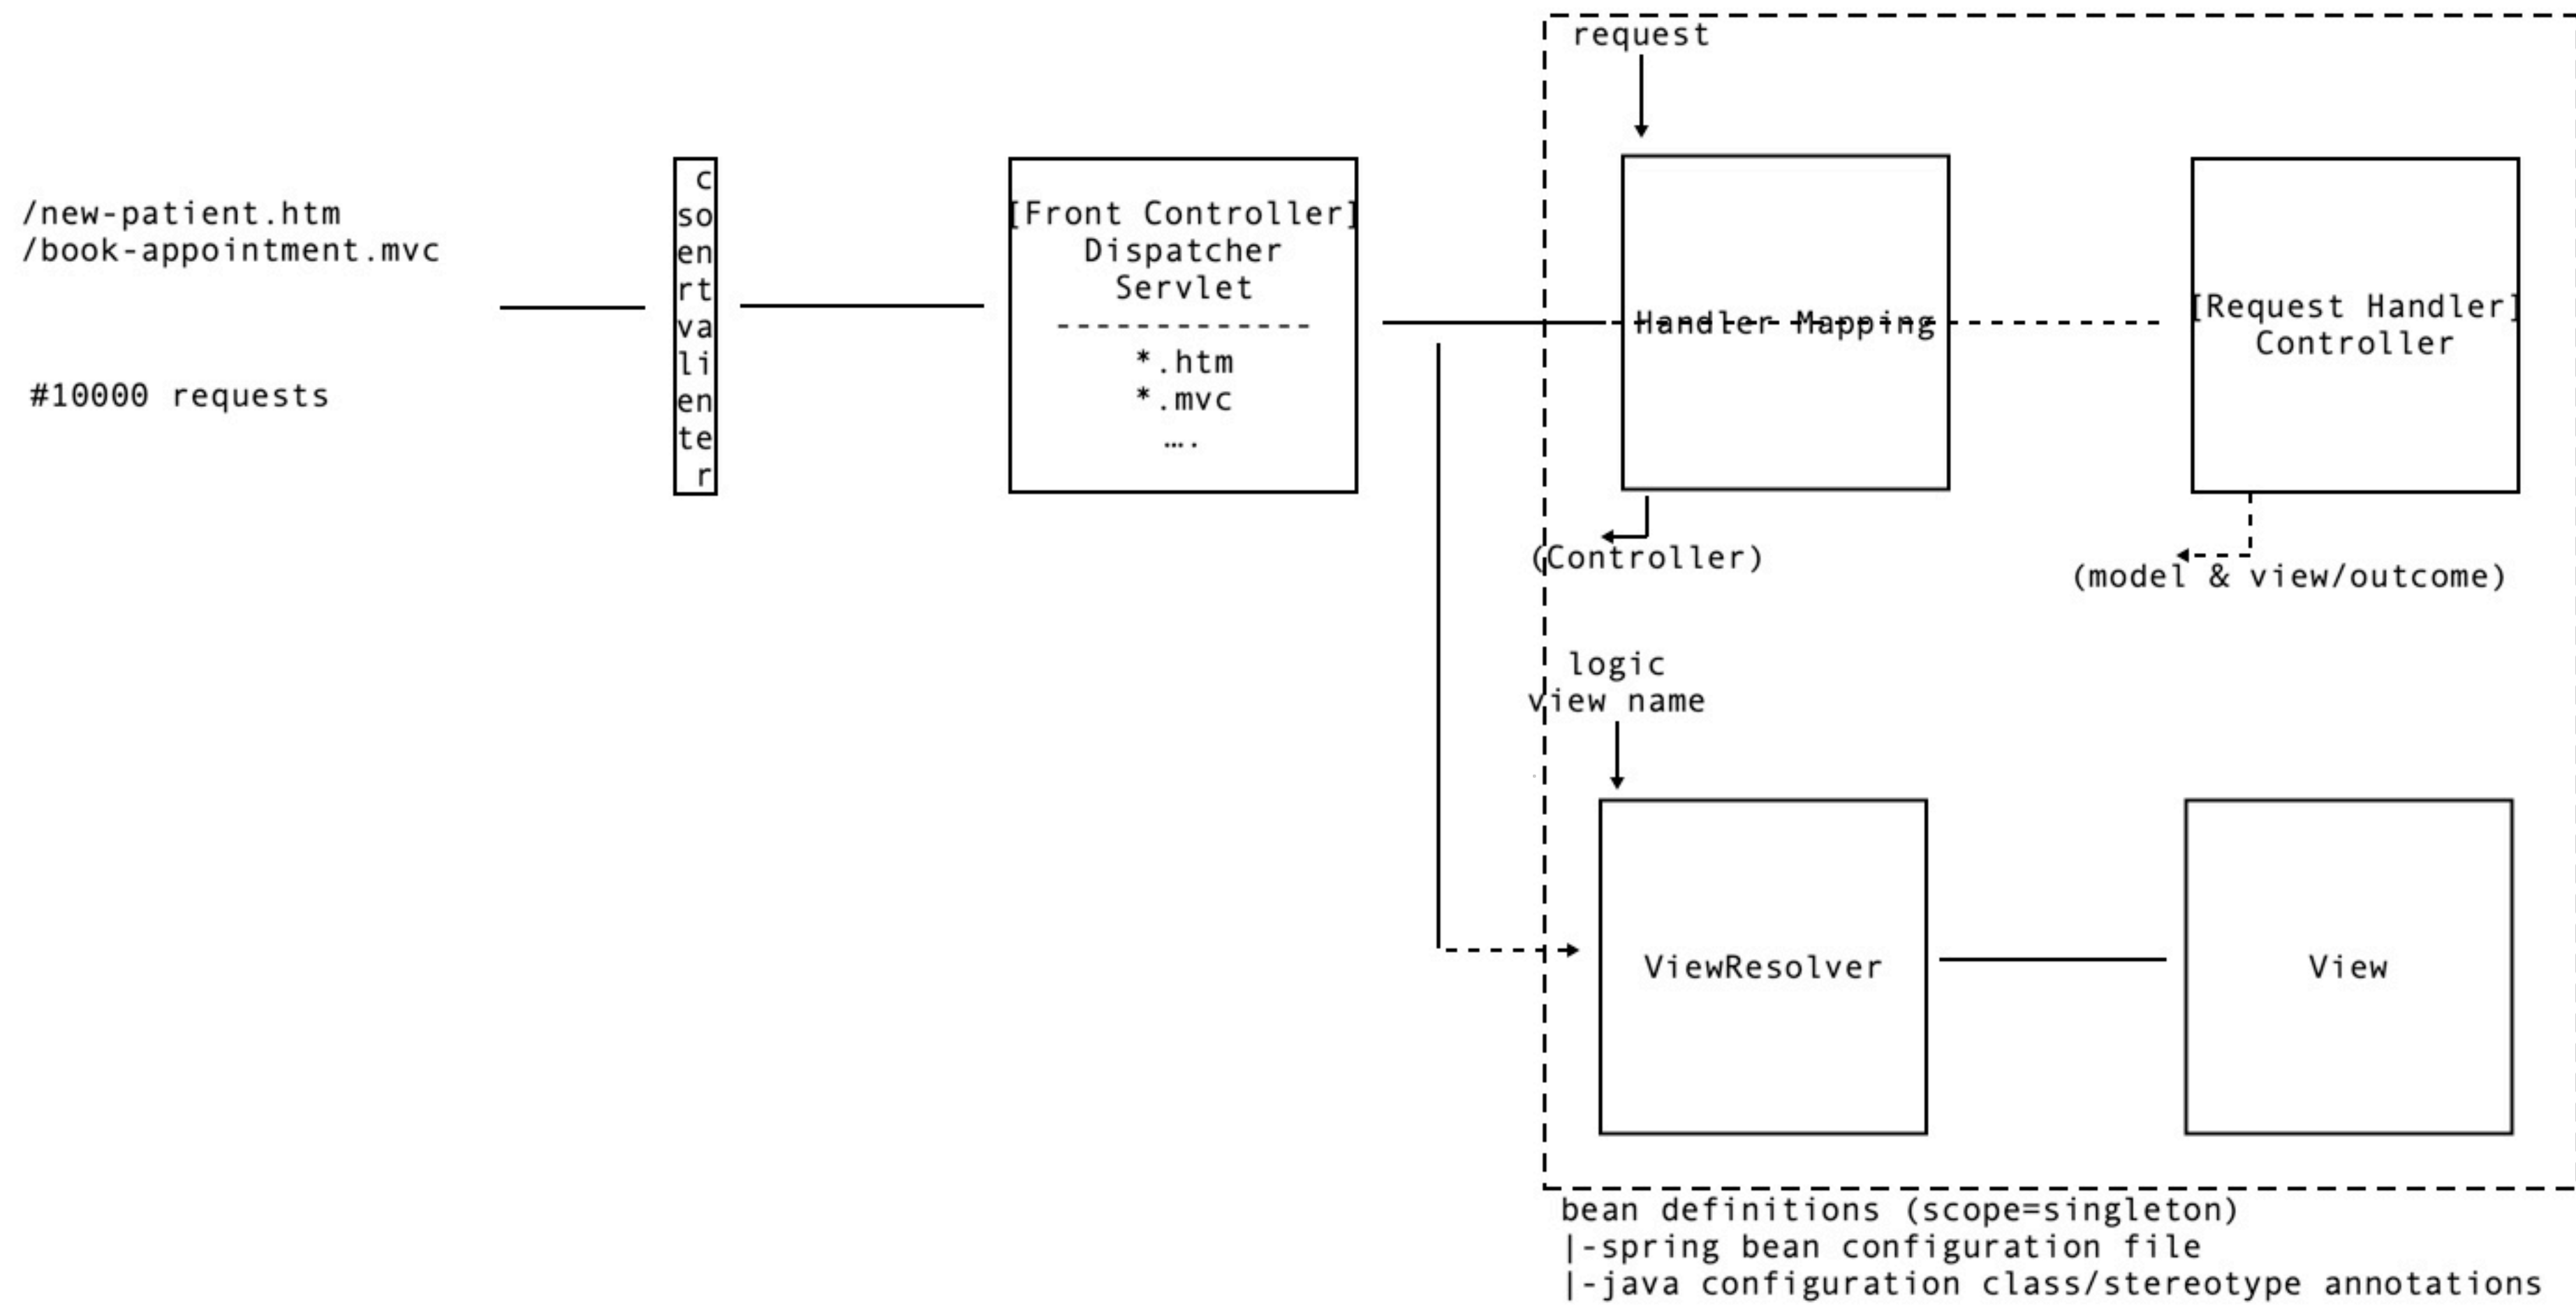 request
/new-patient.htm
/book-appointment.mvc
#10000 requests
c
so
en
rt
va
li
en
te
r
[Front Controller]
Dispatcher
Servlet
-------------
*.htm
*.mvc
….
Handler Mapping
[Request Handler]
Controller
(Controller)
(model & view/outcome)
logic
view name
ViewResolver
View
bean definitions (scope=singleton)
|-spring bean configuration file
|-java configuration class/stereotype annotations